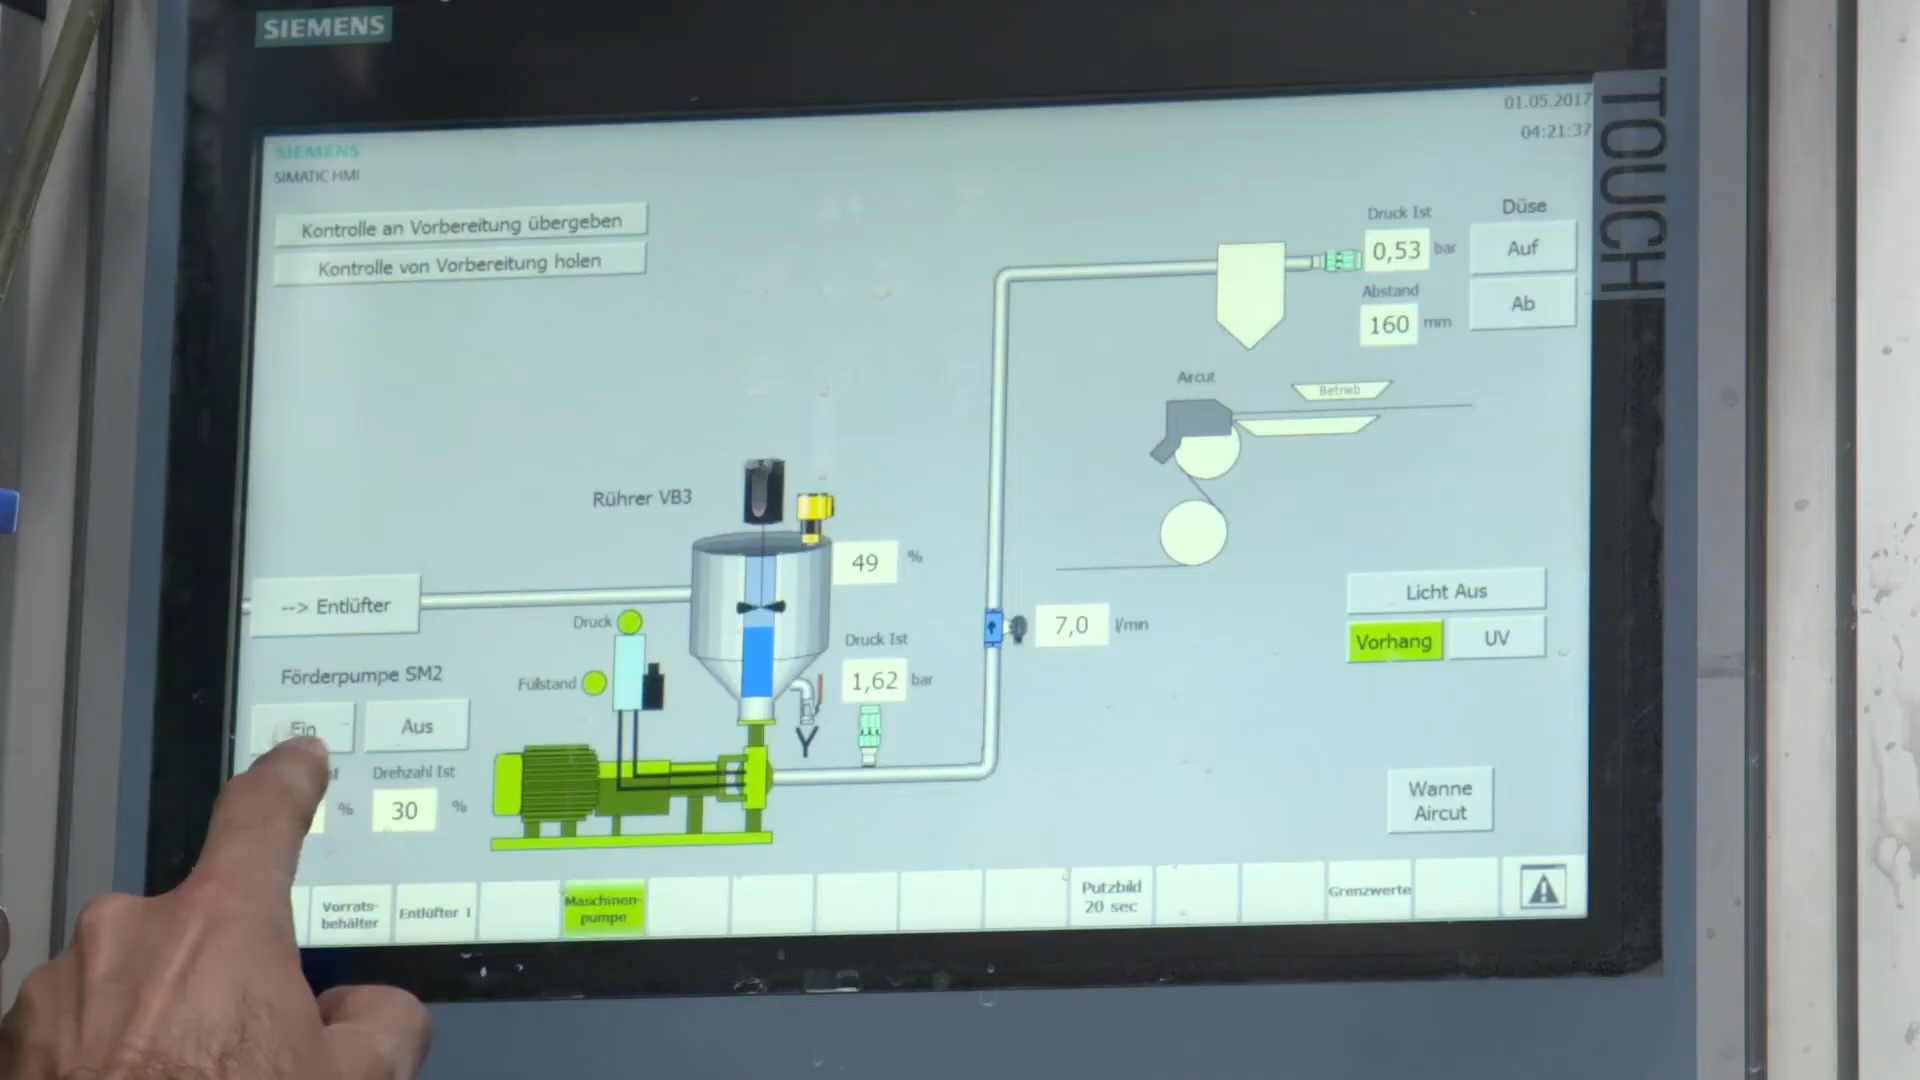 SIEMENS
TOUCH
01.05.2017
04:21:37
SIEMENS
SIMATIC HMI
Kontrolle an Vorbereitung übergeben
Kontrolle von Vorbereitung holen
Druck Ist
0,53 bar
Düse
Auf
Abstand
160 mm
Ab
Aircut
Betrieb
Rührer VB3
49 %
--> Entlüfter
Druck
Füllstand
Druck Ist
1,62 bar
7,0 l/min
Licht Aus
Vorhang
UV
Förderpumpe SM2
Ein
Aus
Drehzahl Ist
% 30 %
Wanne
Aircut
Vorrats-
behälter
Entlüfter 1
Maschinen-
pumpe
Putzbild
20 sec
Grenzwerte